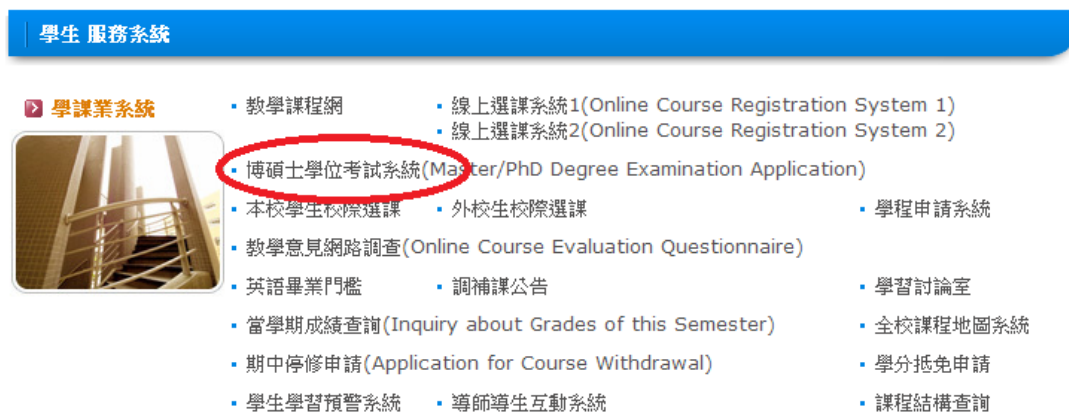 學生 服務系統
學課業系統
教學課程網 線上選課系統1(Online Course Registration System 1)
線上選課系統2(Online Course Registration System 2)
博碩士學位考試系統(Master/PhD Degree Examination Application)
本校學生校際選課 外校生校際選課 學程申請系統
教學意見網路調查(Online Course Evaluation Questionnaire)
英語畢業門檻 調補課公告 學習討論室
當學期成績查詢(Inquiry about Grades of this Semester) 全校課程地圖系統
期中停修申請(Application for Course Withdrawal) 學分抵免申請
學生學習預警系統 導師導生互動系統 課程結構查詢